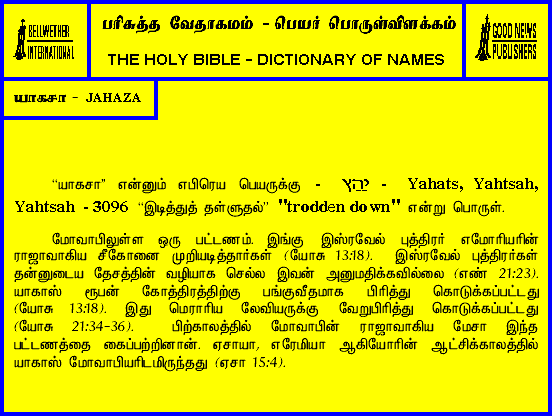 BELLWETHER
INTERNATIONAL
பரிசுத்த வேதாகமம் - பெயர் பொருள்விளக்கம்
THE HOLY BIBLE - DICTIONARY OF NAMES
GOOD NEWS
PUBLISHERS
யாகசா - JAHAZA
“யாகசா” என்னும் எபிரெய பெயருக்கு - יהץ - Yahats, Yahtsah,
Yahtsah - 3096 “இடித்துத் தள்ளுதல்” "trodden down" என்று பொருள்.
மோவாபிலுள்ள ஒரு பட்டணம். இங்கு இஸ்ரவேல் புத்திரர் எமோரியரின்
ராஜாவாகிய சீகோனை முறியடித்தார்கள் (யோசு 13:18). இஸ்ரவேல் புத்திரர்கள்
தன்னுடைய தேசத்தின் வழியாக செல்ல இவன் அனுமதிக்கவில்லை (எண் 21:23).
யாகாஸ் ரூபன் கோத்திரத்திற்கு பங்குவீதமாக பிரித்து கொடுக்கப்பட்டது
(யோசு 13:18). இது மெராரிய லேவியருக்கு வேறுபிரித்து கொடுக்கப்பட்டது
(யோசு 21:34-36). பிற்காலத்தில் மோவாபின் ராஜாவாகிய மேசா இந்த
பட்டணத்தை கைப்பற்றினான். ஏசாயா, எரேமியா ஆகியோரின் ஆட்சிக்காலத்தில்
யாகாஸ் மோவாபியரிடமிருந்தது (ஏசா 15:4).